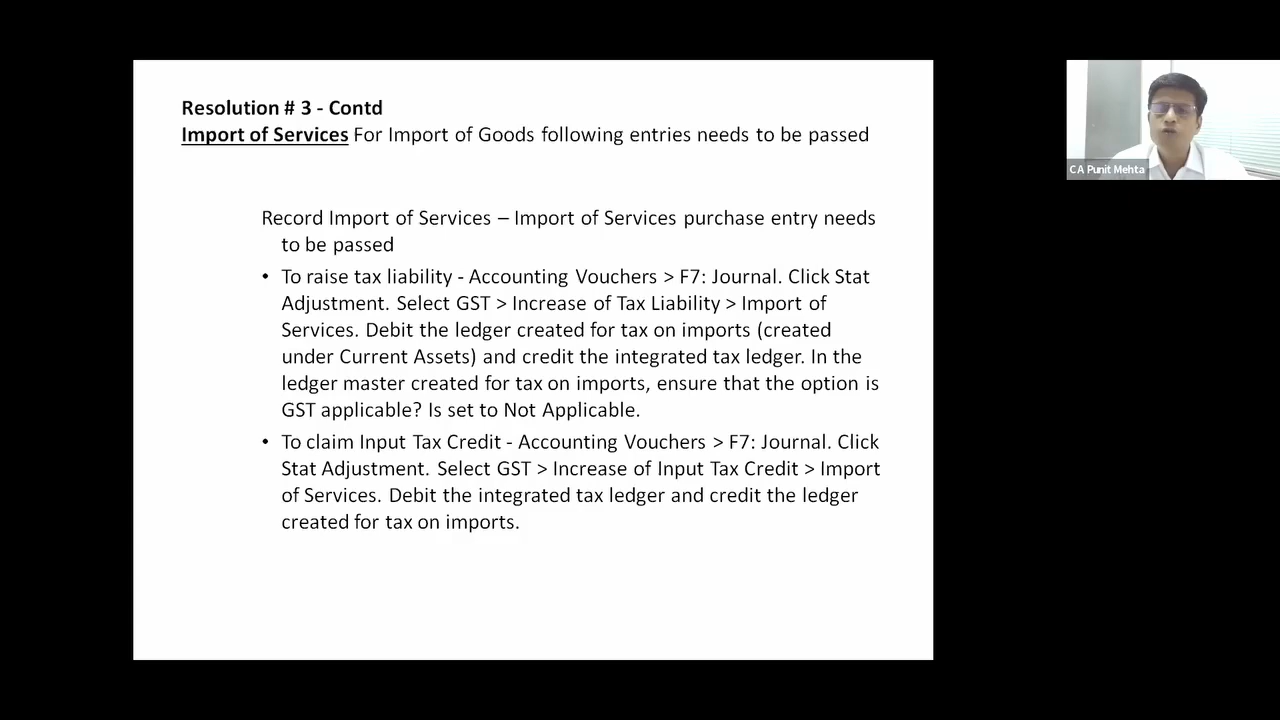 Resolution # 3 - Contd
Import of Services For Import of Goods following entries needs to be passed
Record Import of Services – Import of Services purchase entry needs
to be passed
• To raise tax liability - Accounting Vouchers > F7: Journal. Click Stat
Adjustment. Select GST > Increase of Tax Liability > Import of
Services. Debit the ledger created for tax on imports (created
under Current Assets) and credit the integrated tax ledger. In the
ledger master created for tax on imports, ensure that the option is
GST applicable? Is set to Not Applicable.
• To claim Input Tax Credit - Accounting Vouchers > F7: Journal. Click
Stat Adjustment. Select GST > Increase of Input Tax Credit > Import
of Services. Debit the integrated tax ledger and credit the ledger
created for tax on imports.
CA Punit Mehta